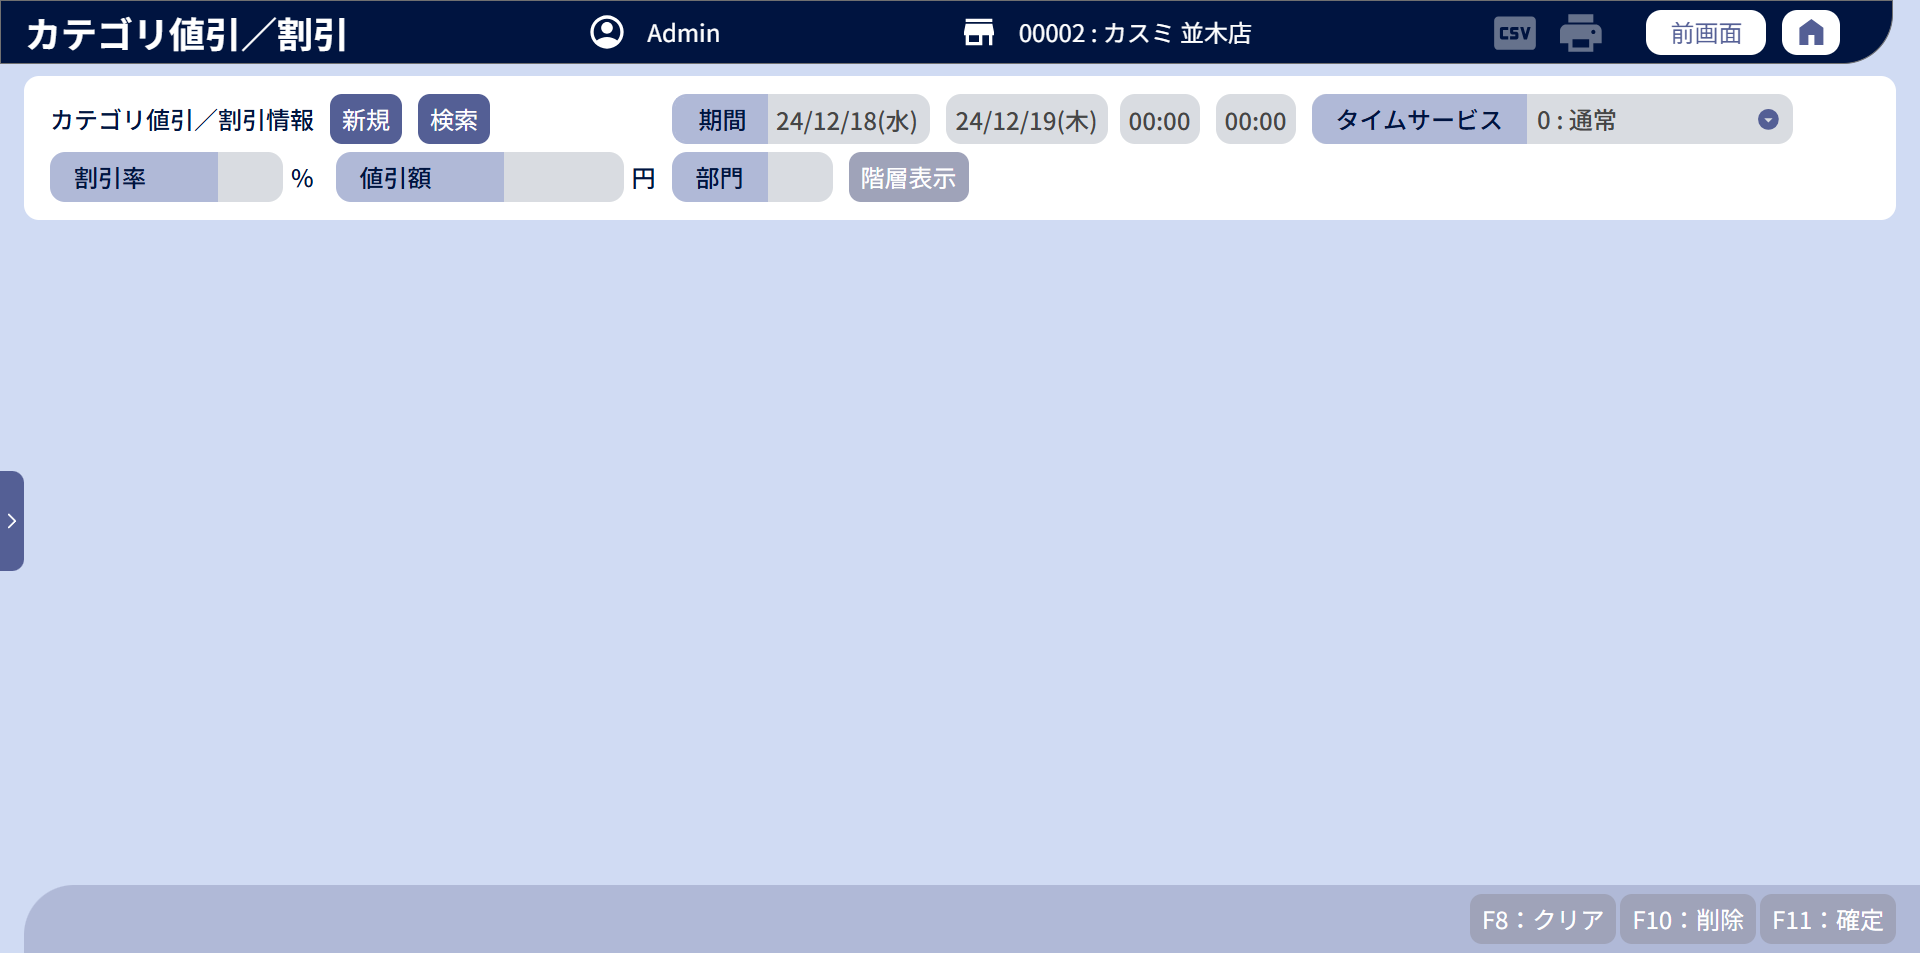 カテゴリ値引／割引 Admin 00002 : カスミ 並木店 CSV 前画面
カテゴリ値引／割引情報 新規 検索 期間 24/12/18(水) 24/12/19(木) 00:00 00:00 タイムサービス 0 : 通常
割引率 % 値引額 円 部門 階層表示
F8：クリア F10：削除 F11：確定